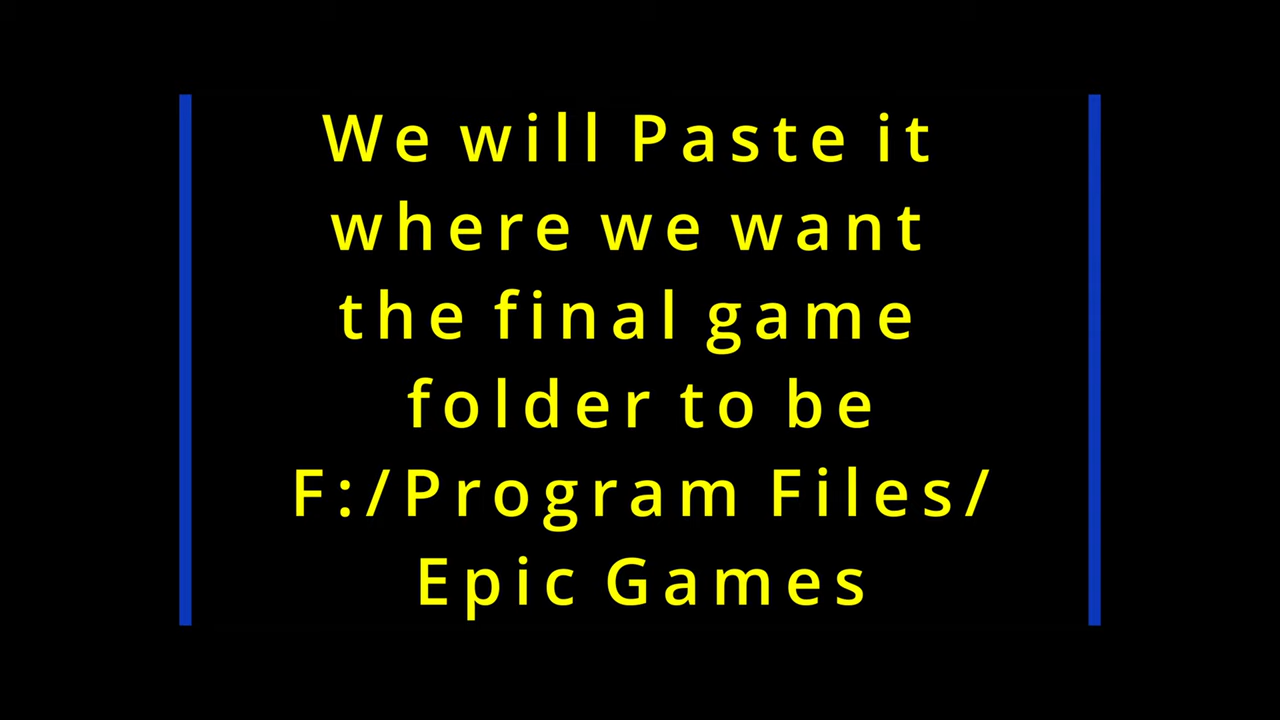 We will Paste it
where we want
the final game
folder to be
F:/Program Files/
Epic Games